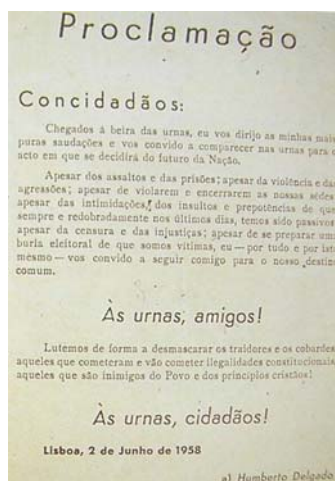 Proclamação
Concidadãos:
Chegados à beira das urnas, eu vos dirijo as minhas mais
puras saudações e vos convido a comparecer nas urnas para o
acto em que se decidirá do futuro da Nação.
Apesar dos assaltos e das prisões; apesar da violência e das
agressões; apesar de violarem e encerrarem as nossas sedes;
apesar das intimidações, dos insultos e prepotências de que
sempre e redobradamente nos últimos dias, temos sido passivos;
apesar da censura e das injustiças; apesar de se preparar uma
burla eleitoral de que somos vítimas, eu — por tudo e por isto
mesmo — vos convido a seguir comigo para o nosso destino
comum.
Às urnas, amigos!
Lutemos de forma a desmascarar os traidores e os cobardes
aqueles que cometeram e vão cometer ilegalidades constitucionais
aqueles que são inimigos do Povo e dos princípios cristãos!
Às urnas, cidadãos!
Lisboa, 2 de Junho de 1958
a) Humberto Delgado